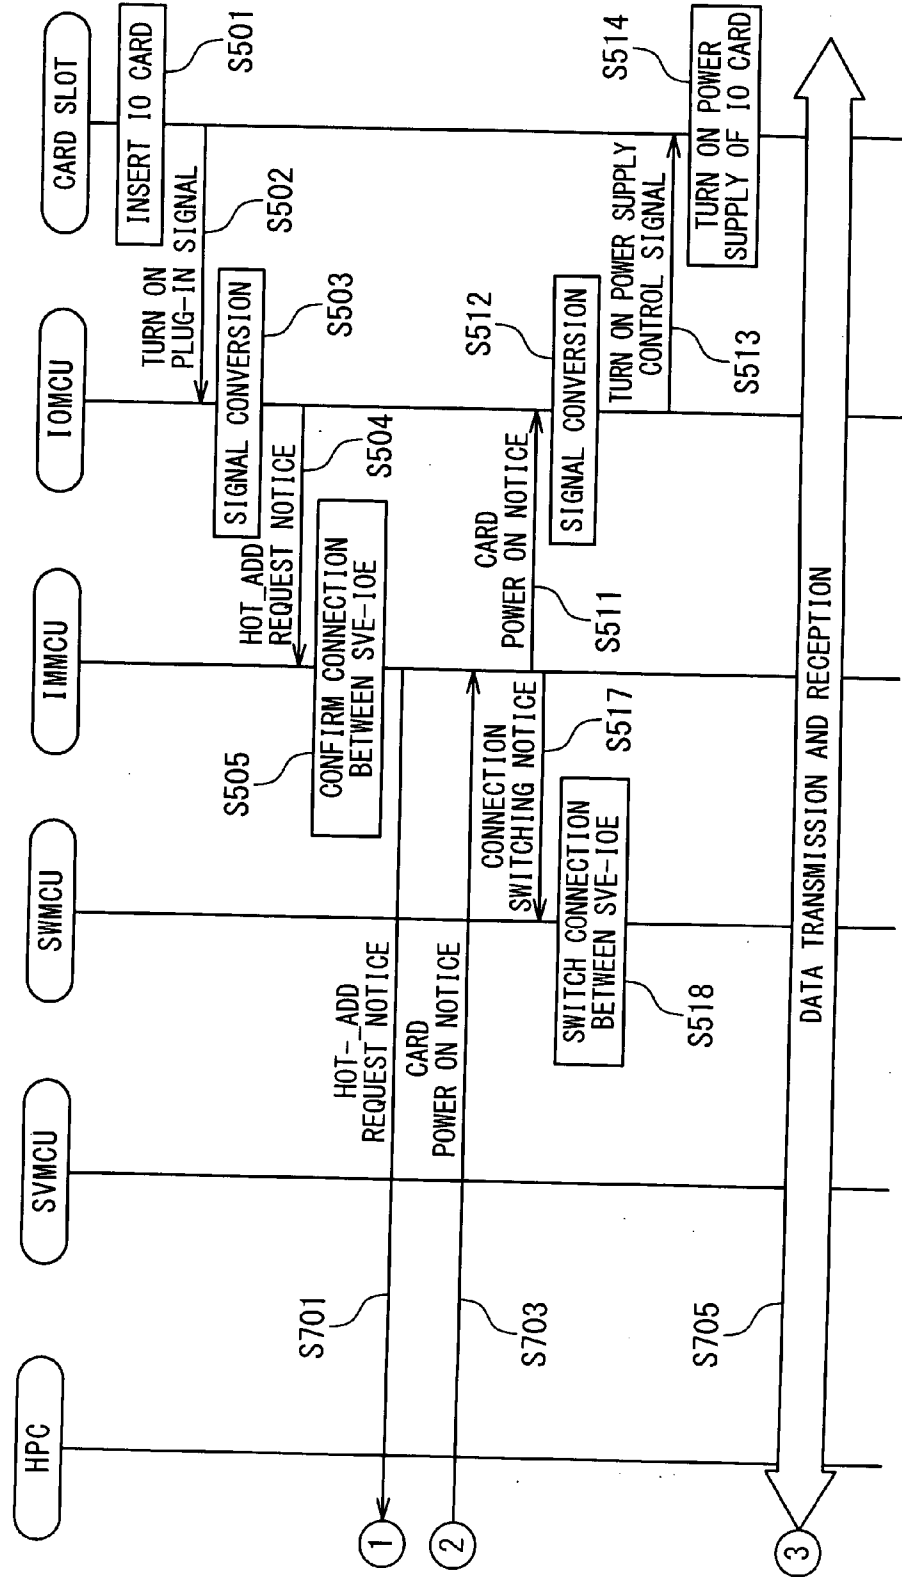 HPC
SVMCU
SWMCU
IMMCU
IOMCU
CARD SLOT
INSERT IO CARD
S501
TURN ON
PLUG-IN SIGNAL
S502
SIGNAL CONVERSION
S503
HOT_ADD
REQUEST NOTICE
S504
CONFIRM CONNECTION
BETWEEN SVE-IOE
S505
HOT-_ADD
REQUEST NOTICE
S701
1
CARD
POWER ON NOTICE
S703
2
CARD
POWER ON NOTICE
S511
CONNECTION
SWITCHING NOTICE
S517
SIGNAL CONVERSION
S512
SWITCH CONNECTION
BETWEEN SVE-IOE
S518
TURN ON POWER SUPPLY
CONTROL SIGNAL
S513
TURN ON POWER
SUPPLY OF IO CARD
S514
DATA TRANSMISSION AND RECEPTION
S705
3